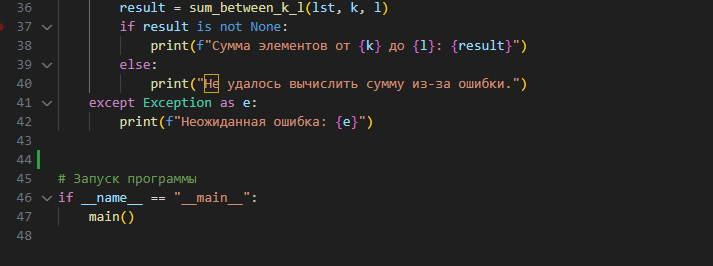 36 result = sum_between_k_l(lst, k, l)
37 if result is not None:
38 print(f"Сумма элементов от {k} до {l}: {result}")
39 else:
40 print("Не удалось вычислить сумму из-за ошибки.")
41 except Exception as e:
42 print(f"Неожиданная ошибка: {e}")
43
44
45 # Запуск программы
46 if __name__ == "__main__":
47 main()
48